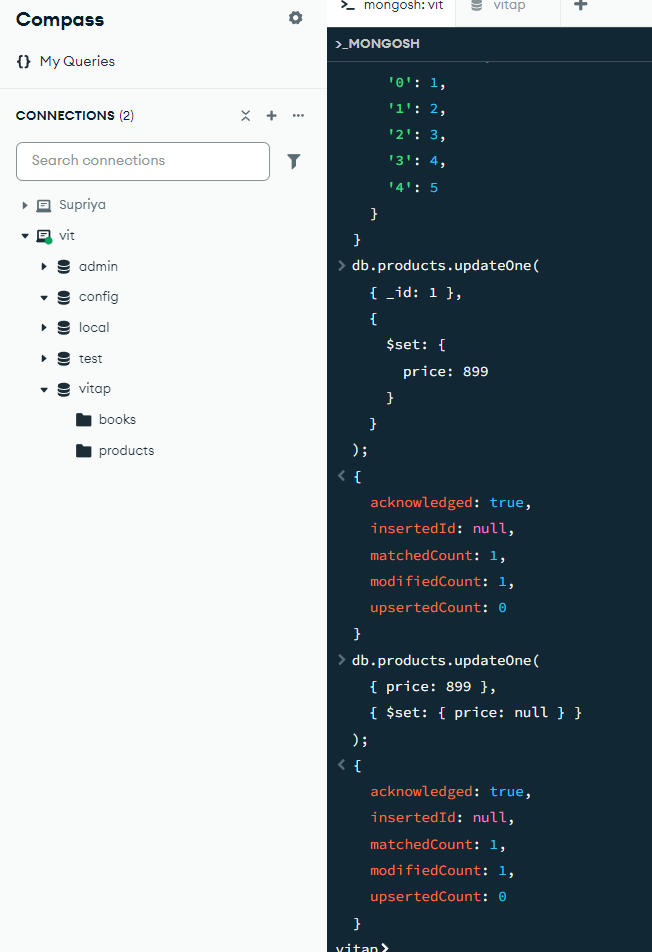 Compass
{} My Queries
CONNECTIONS (2)
Search connections
Supriya
vit
admin
config
local
test
vitap
books
products
mongosh: vit
vitap
>_MONGOSH
'0': 1,
'1': 2,
'2': 3,
'3': 4,
'4': 5
}
}
db.products.updateOne(
{ _id: 1 },
{
$set: {
price: 899
}
}
);
{
acknowledged: true,
insertedId: null,
matchedCount: 1,
modifiedCount: 1,
upsertedCount: 0
}
db.products.updateOne(
{ price: 899 },
{ $set: { price: null } }
);
{
acknowledged: true,
insertedId: null,
matchedCount: 1,
modifiedCount: 1,
upsertedCount: 0
}
vitap>